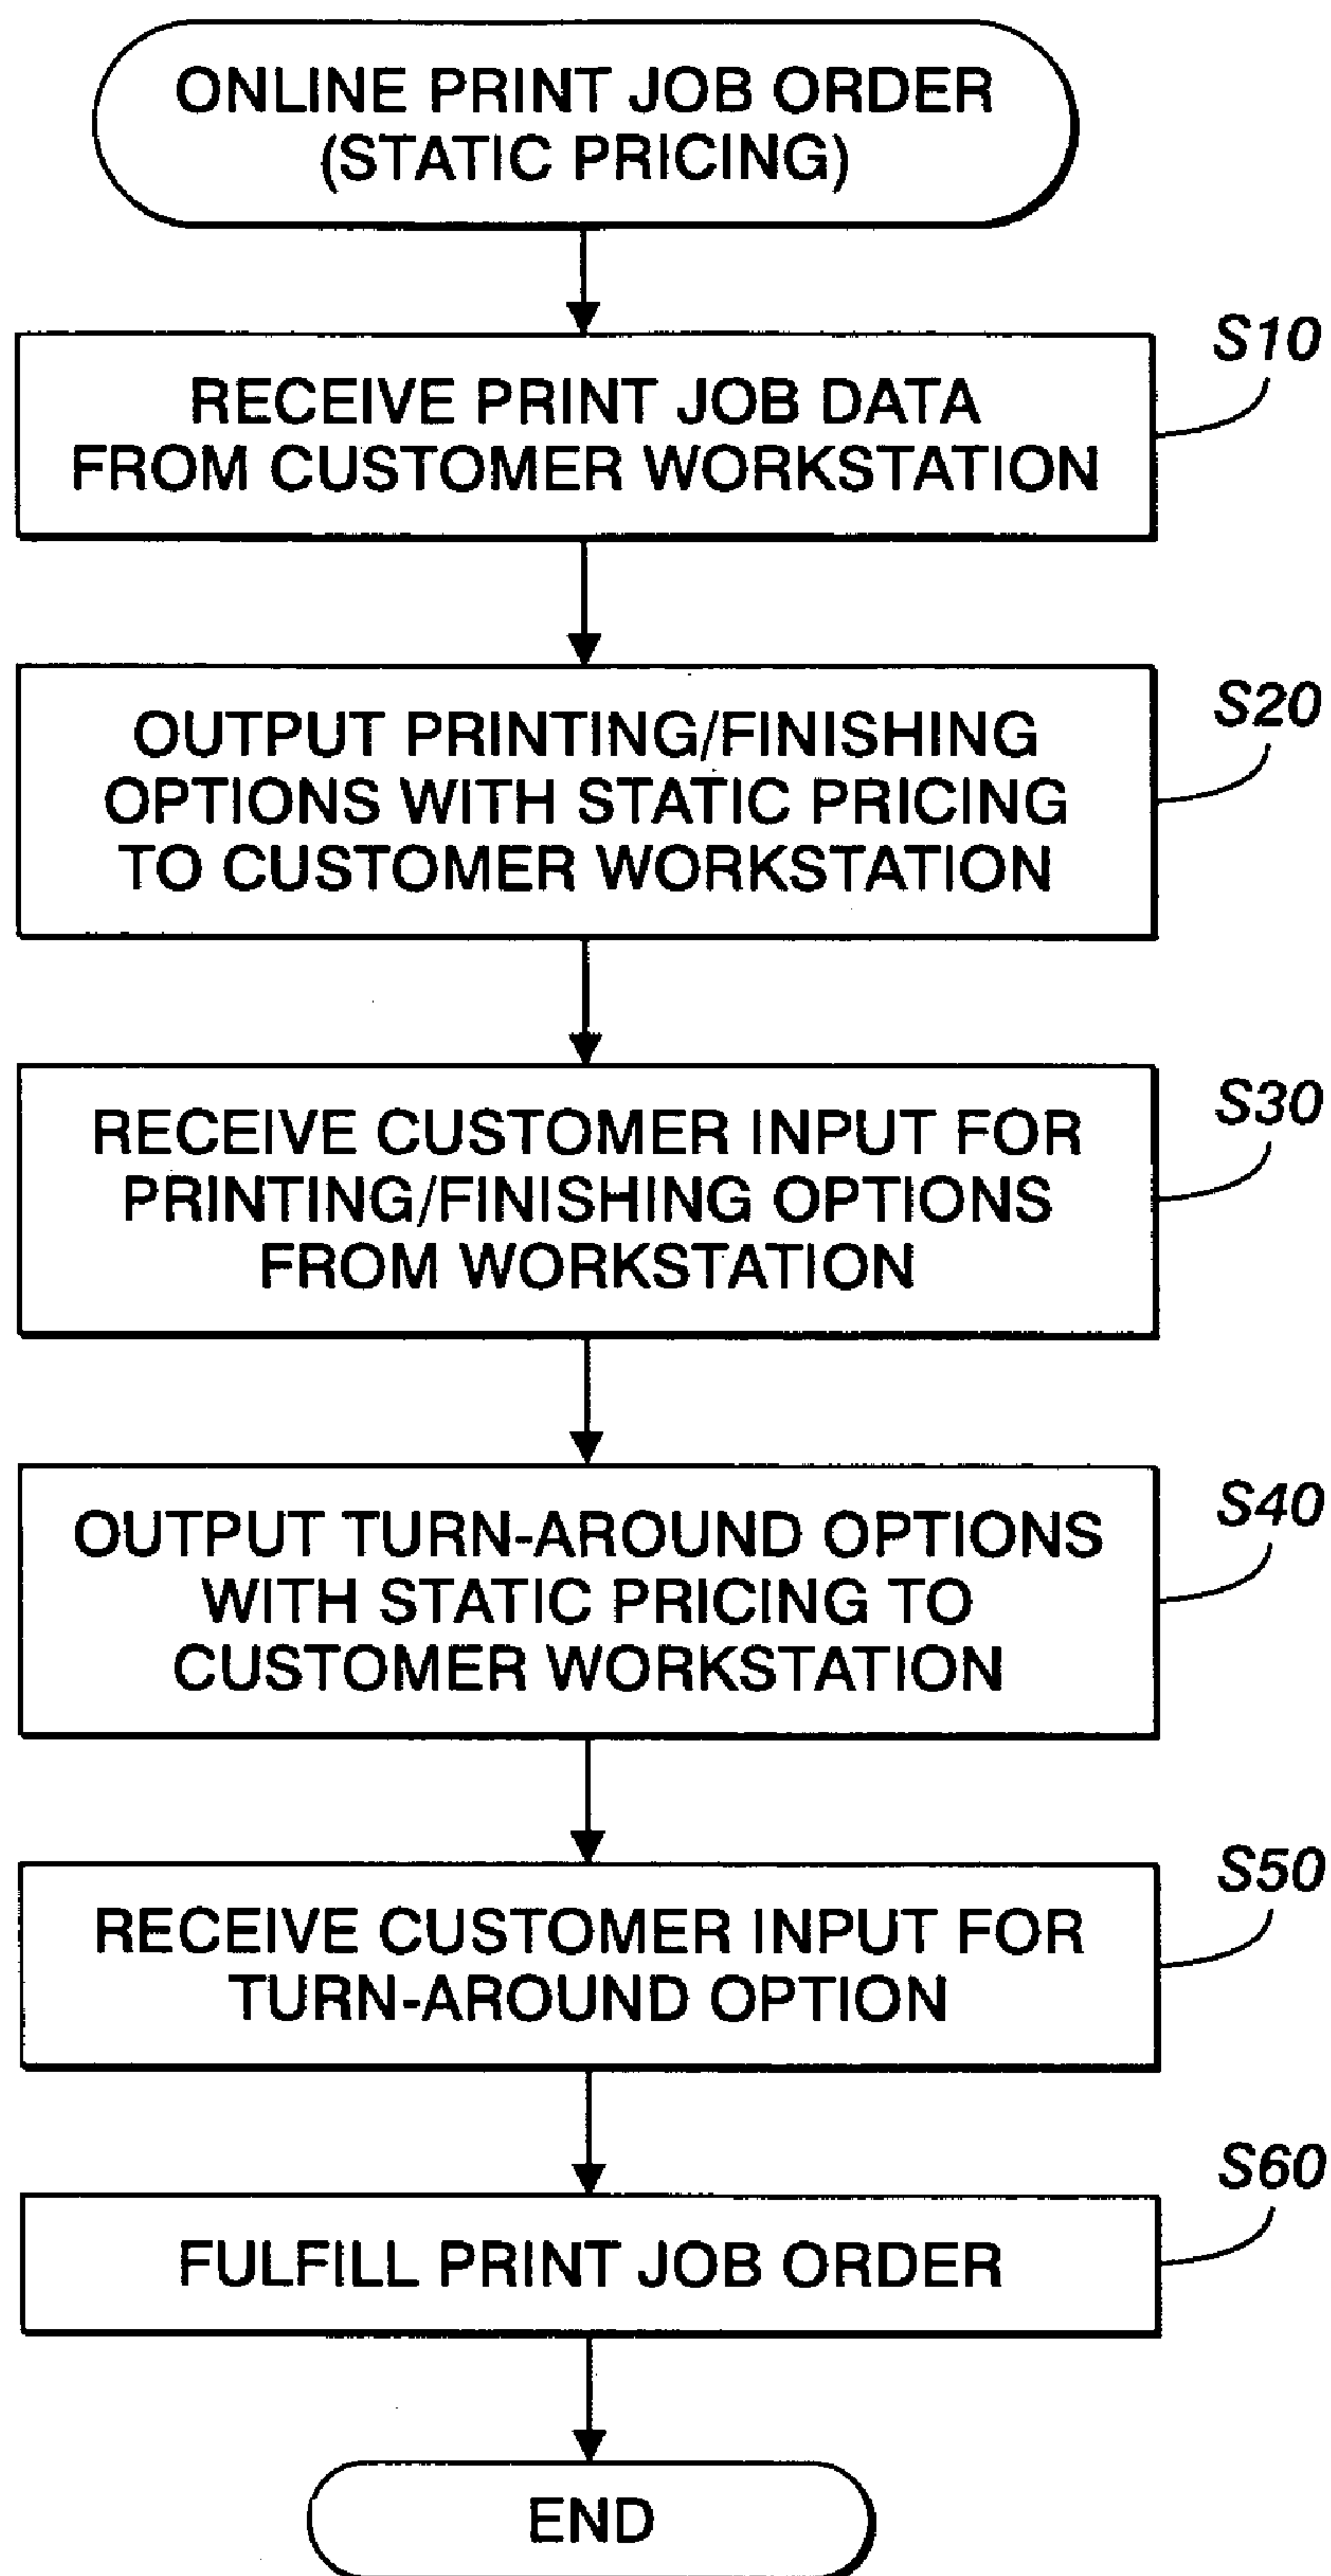 ONLINE PRINT JOB ORDER
(STATIC PRICING)
S10
RECEIVE PRINT JOB DATA
FROM CUSTOMER WORKSTATION
S20
OUTPUT PRINTING/FINISHING
OPTIONS WITH STATIC PRICING
TO CUSTOMER WORKSTATION
S30
RECEIVE CUSTOMER INPUT FOR
PRINTING/FINISHING OPTIONS
FROM WORKSTATION
S40
OUTPUT TURN-AROUND OPTIONS
WITH STATIC PRICING TO
CUSTOMER WORKSTATION
S50
RECEIVE CUSTOMER INPUT FOR
TURN-AROUND OPTION
S60
FULFILL PRINT JOB ORDER
END